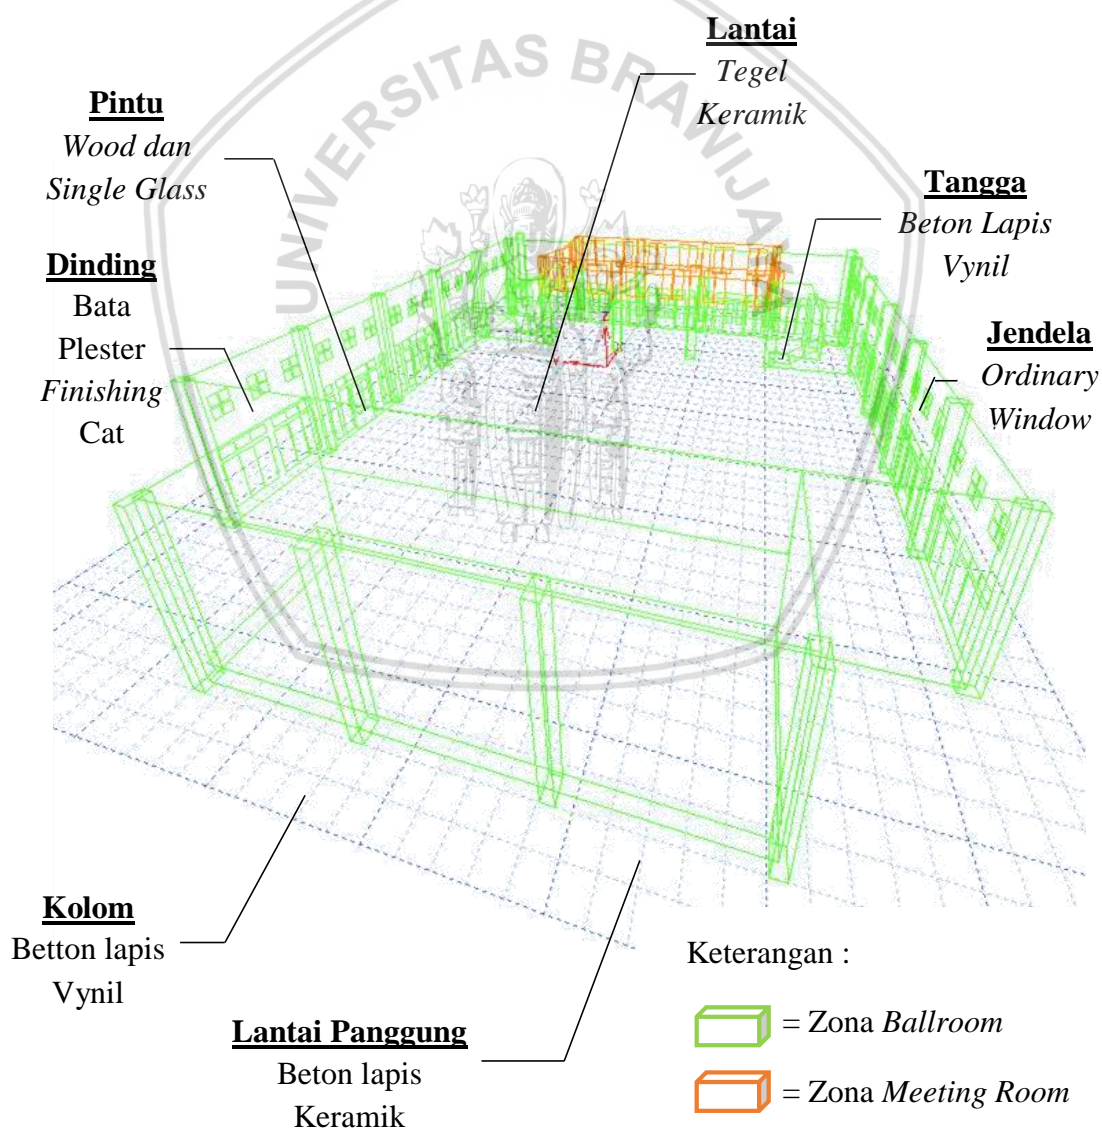 UNIVERSITAS BRAWIJAYA
Lantai
Tegel
Keramik
Pintu
Wood dan
Single Glass
Tangga
Beton Lapis
Vynil
Dinding
Bata
Plester
Finishing
Cat
Jendela
Ordinary
Window
Z
Kolom
Betton lapis
Vynil
Lantai Panggung
Beton lapis
Keramik
Keterangan :
= Zona Ballroom
= Zona Meeting Room